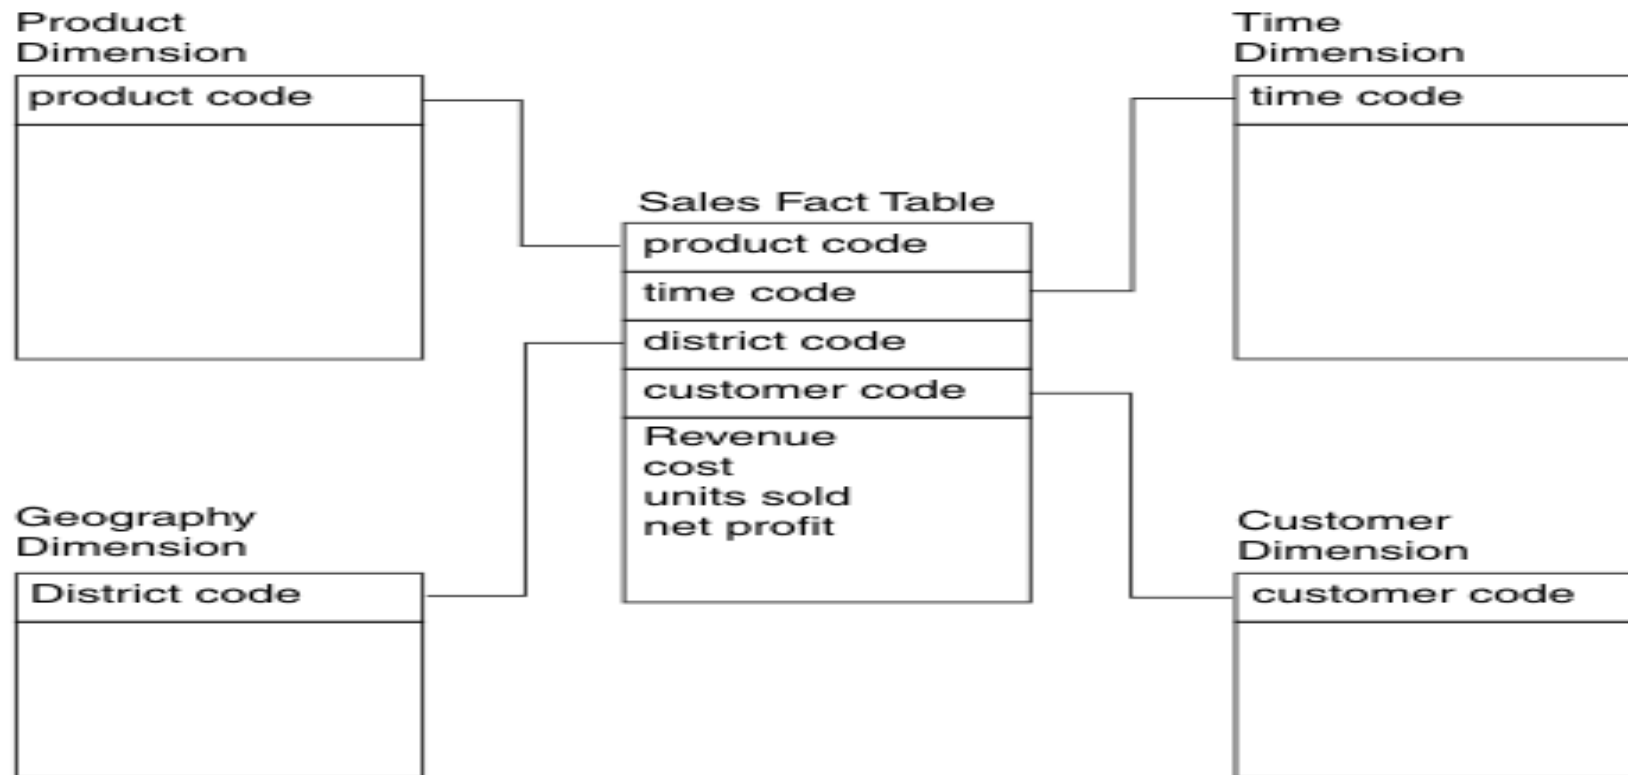 Product
Dimension
product code
Time
Dimension
time code
Sales Fact Table
product code
time code
district code
customer code
Revenue
cost
units sold
net profit
Geography
Dimension
District code
Customer
Dimension
customer code